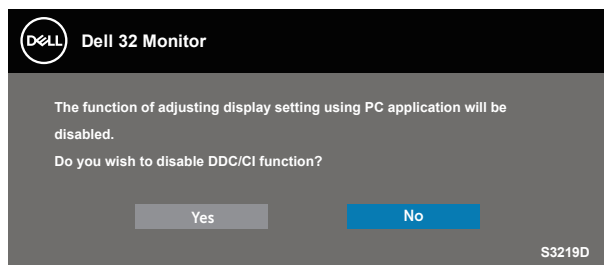 DELL Dell 32 Monitor
The function of adjusting display setting using PC application will be
disabled.
Do you wish to disable DDC/CI function?
Yes No
S3219D